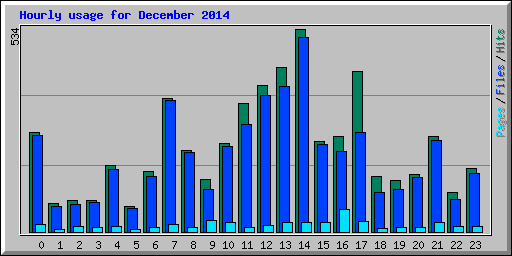 Hourly usage for December 2014
534
Pages/Files/Hits
0 1 2 3 4 5 6 7 8 9 10 11 12 13 14 15 16 17 18 19 20 21 22 23